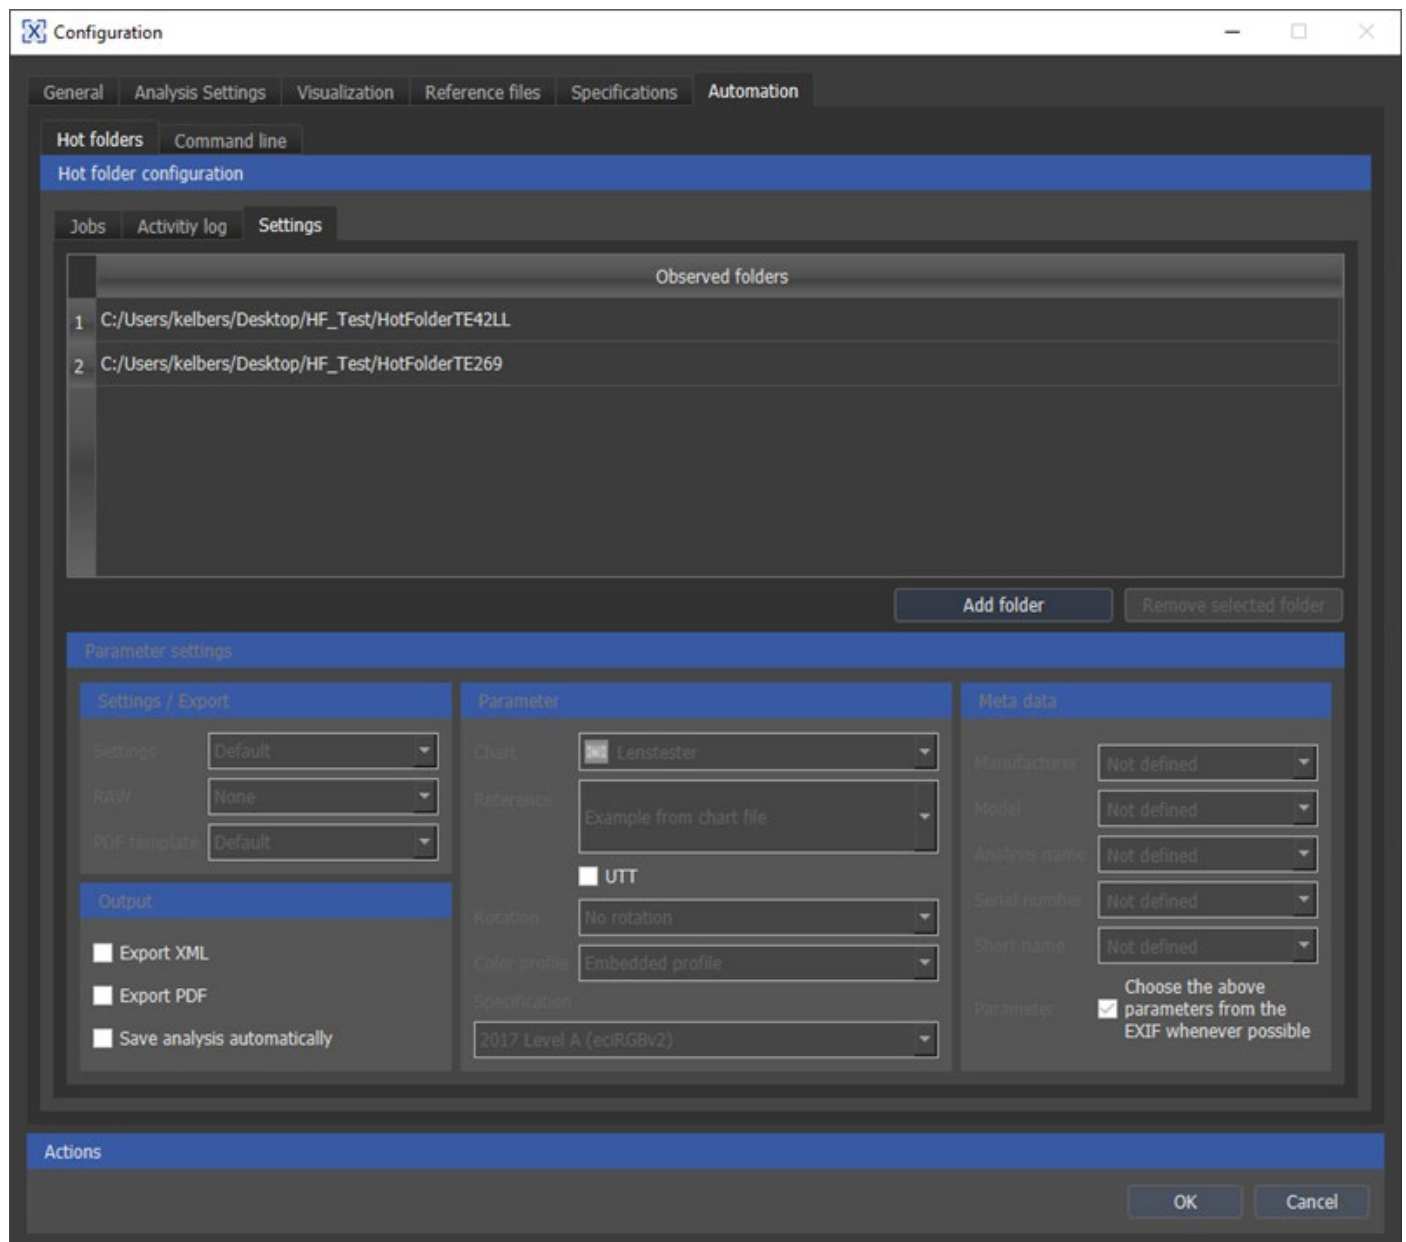 Configuration
General Analysis Settings Visualization Reference files Specifications Automation
Hot folders Command line
Hot folder configuration
Jobs Activitiy log Settings
Observed folders
1 C:/Users/kelbers/Desktop/HF_Test/HotFolderTE42LL
2 C:/Users/kelbers/Desktop/HF_Test/HotFolderTE269
Add folder Remove selected folder
Parameter settings
Settings / Export
Settings Default
RAW None
PDF template Default
Output
Export XML
Export PDF
Save analysis automatically
Parameter
Chart Lenstester
Reference Example from chart file
UTT
Rotation No rotation
Color profile Embedded profile
Specification
2017 Level A (eciRGBv2)
Meta data
Manufacturer Not defined
Model Not defined
Analysis name Not defined
Serial number Not defined
Short name Not defined
Parameter
Choose the above
parameters from the
EXIF whenever possible
Actions
OK Cancel